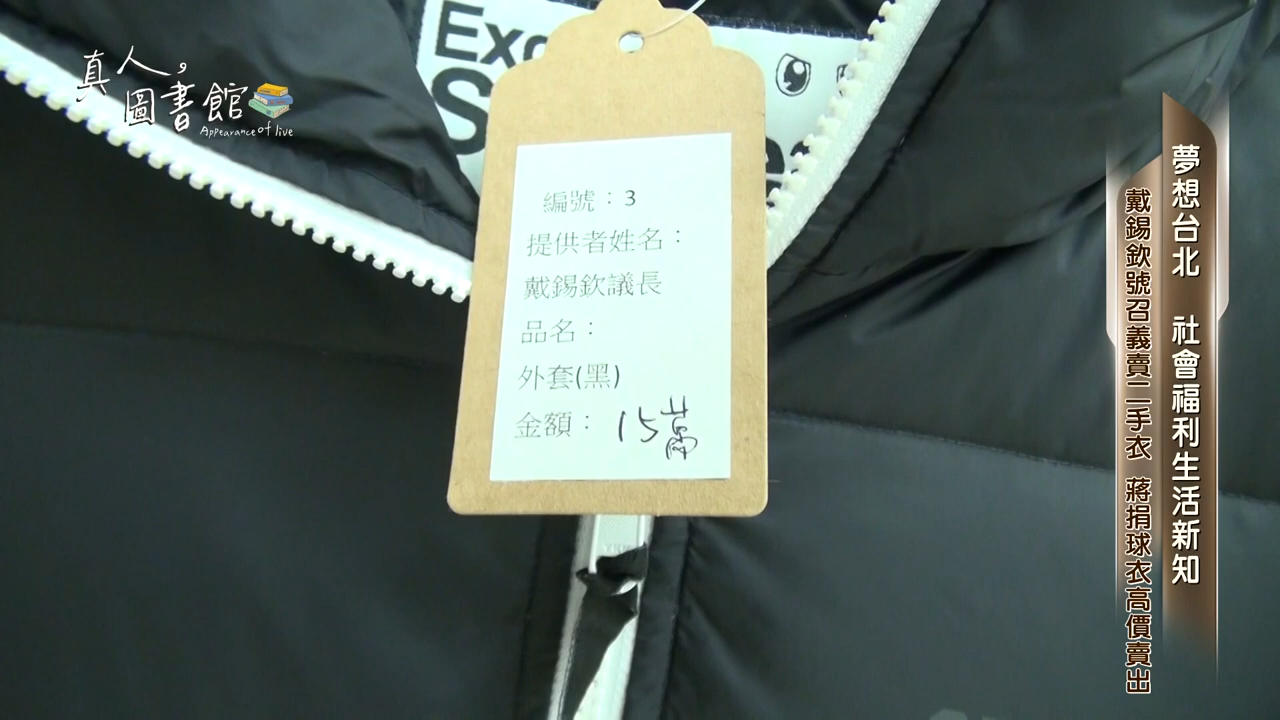 真人
圖書館
Appearance of live
編號：3
提供者姓名：
戴錫欽議長
品名：
外套(黑)
金額：15萬
夢想台北 社會福利生活新知
戴錫欽號召義賣二手衣 蔣捐球衣高價賣出